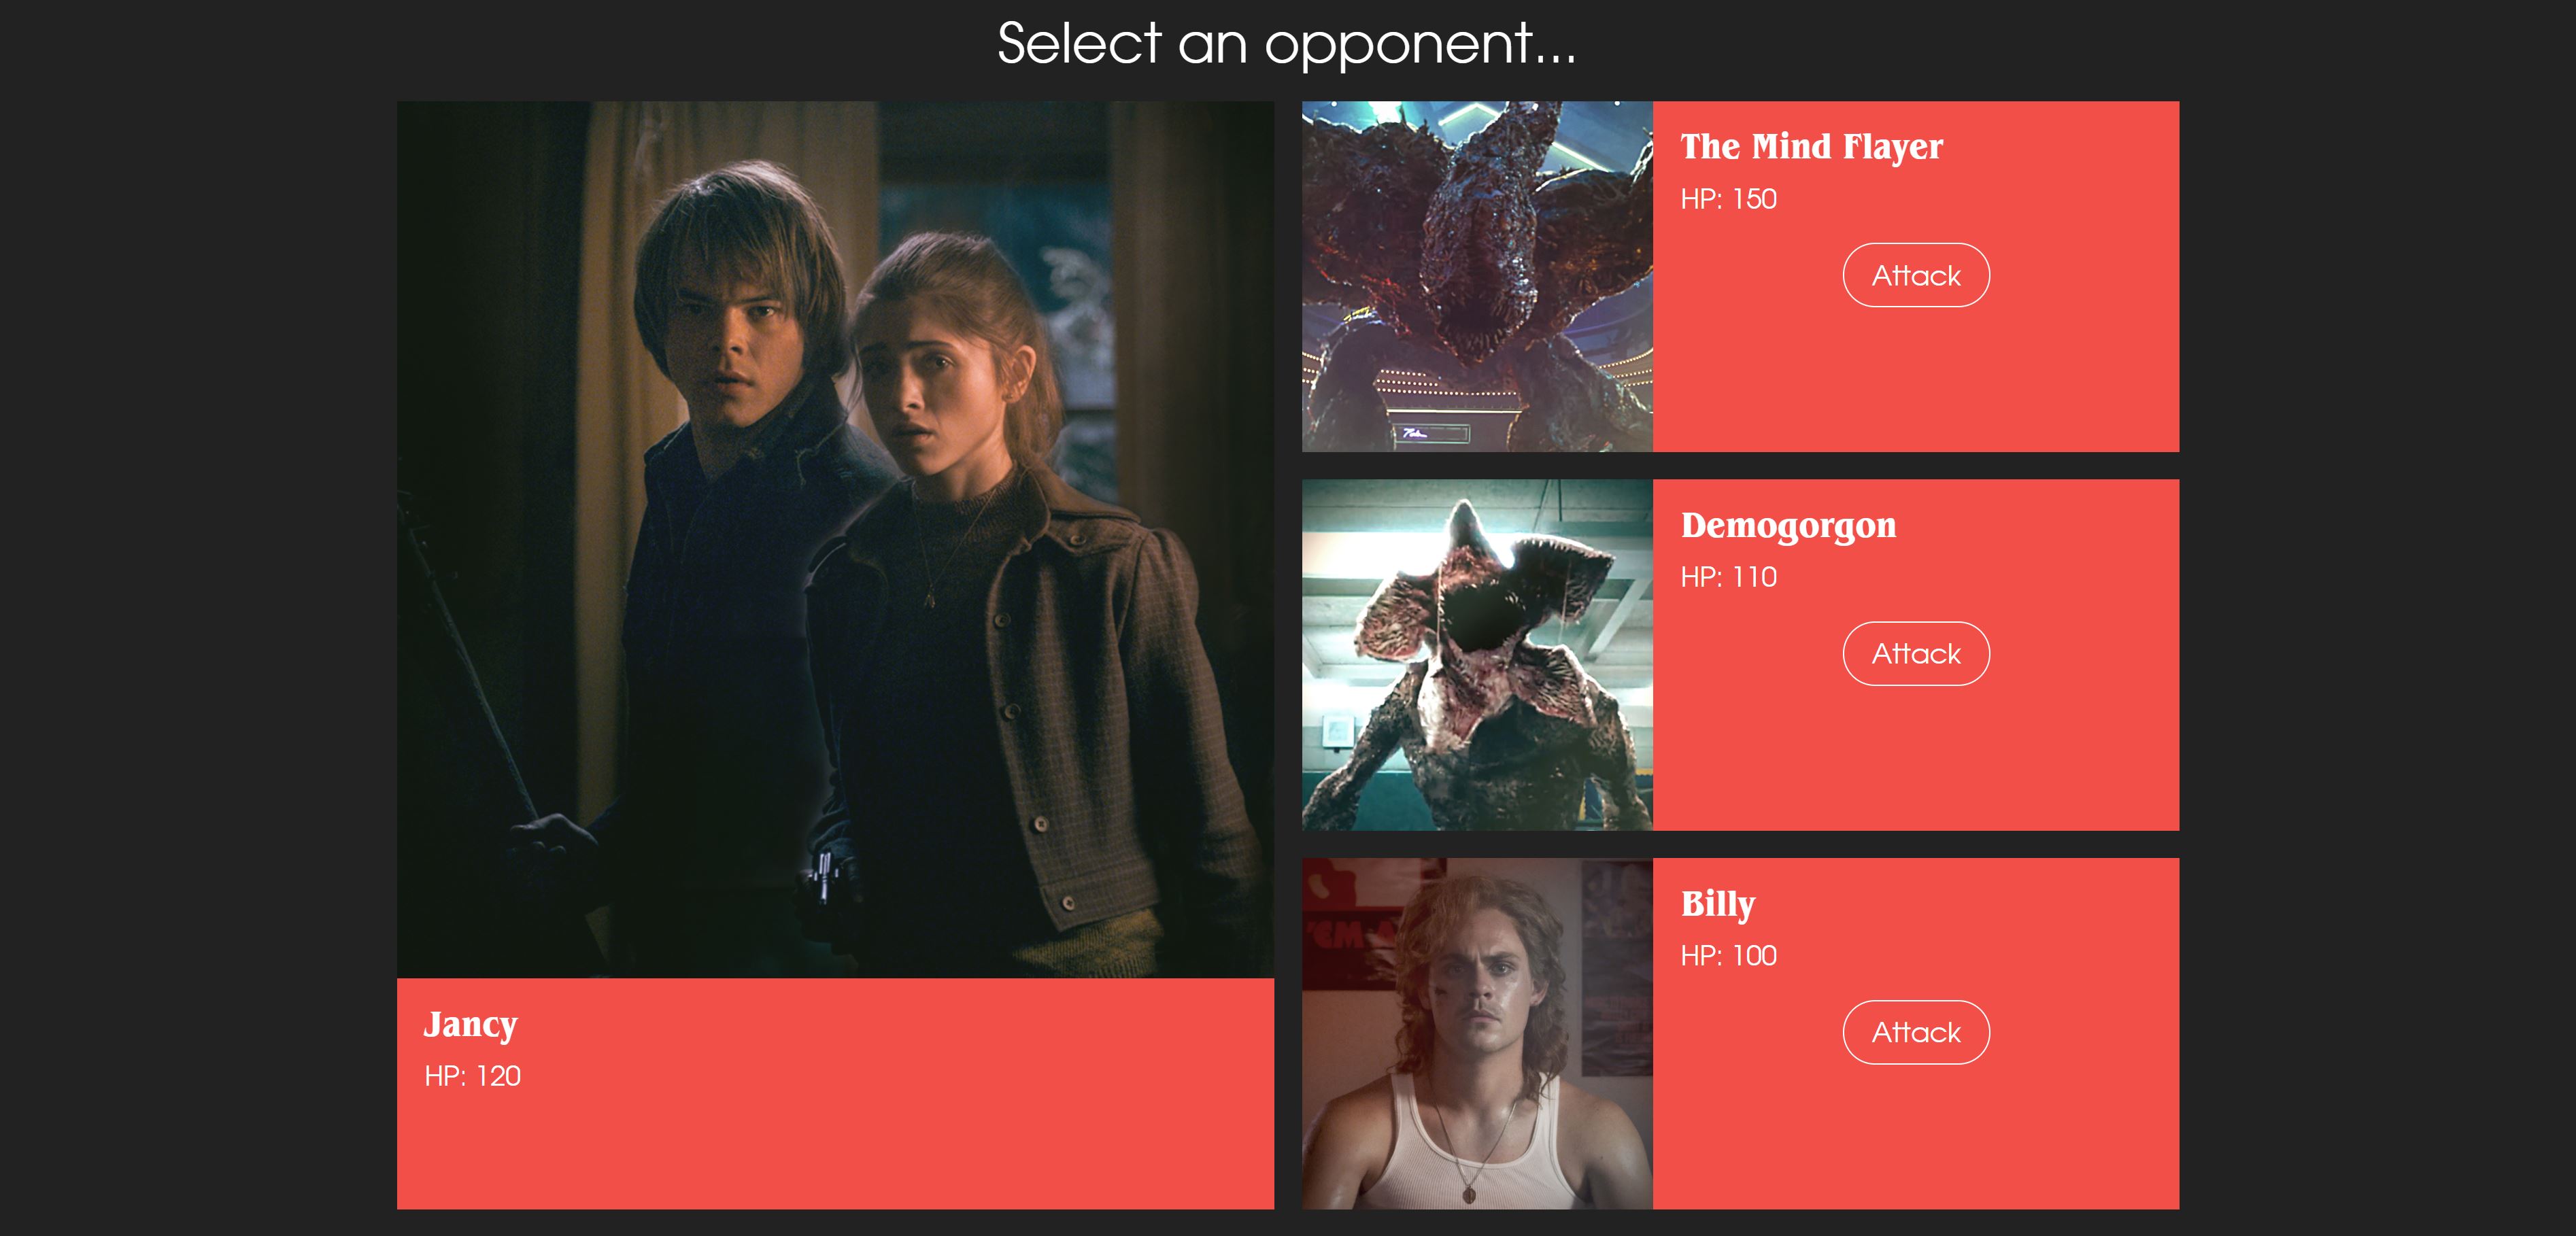 Select an opponent...
Jancy
HP: 120
The Mind Flayer
HP: 150
Attack
Demogorgon
HP: 110
Attack
'EM A
Billy
HP: 100
Attack